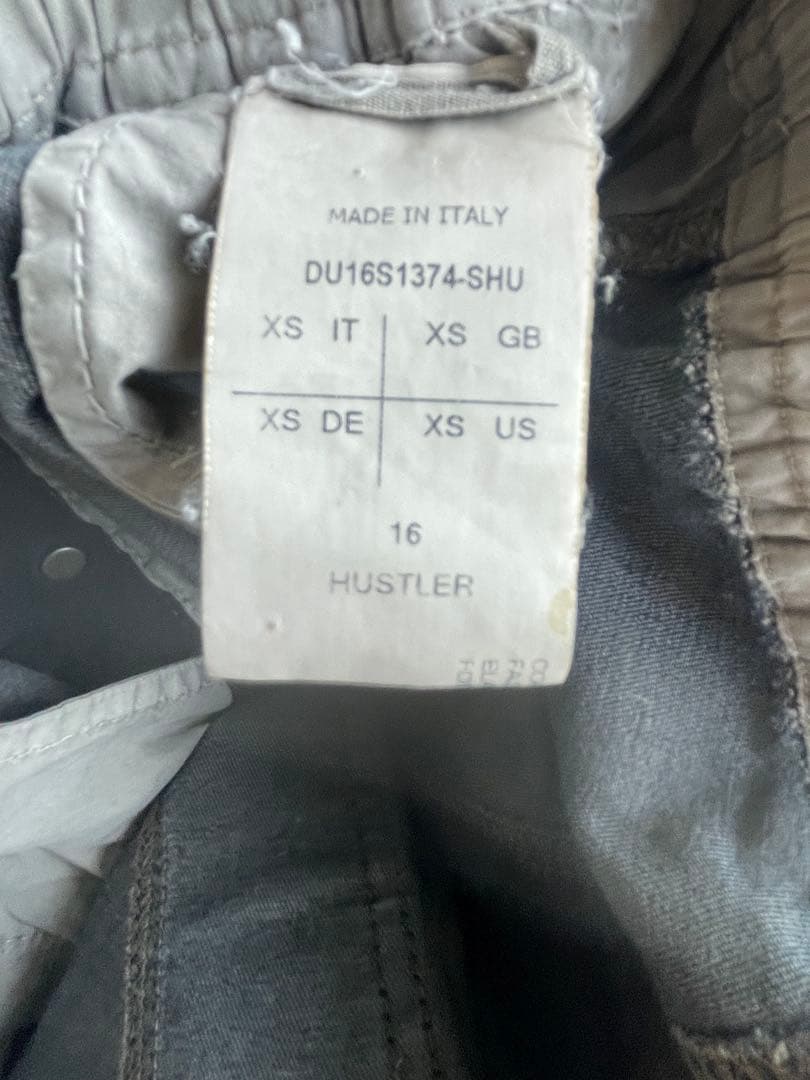 MADE IN ITALY
DU16S1374-SHU
XS IT XS GB
XS DE XS US
16
HUSTLER